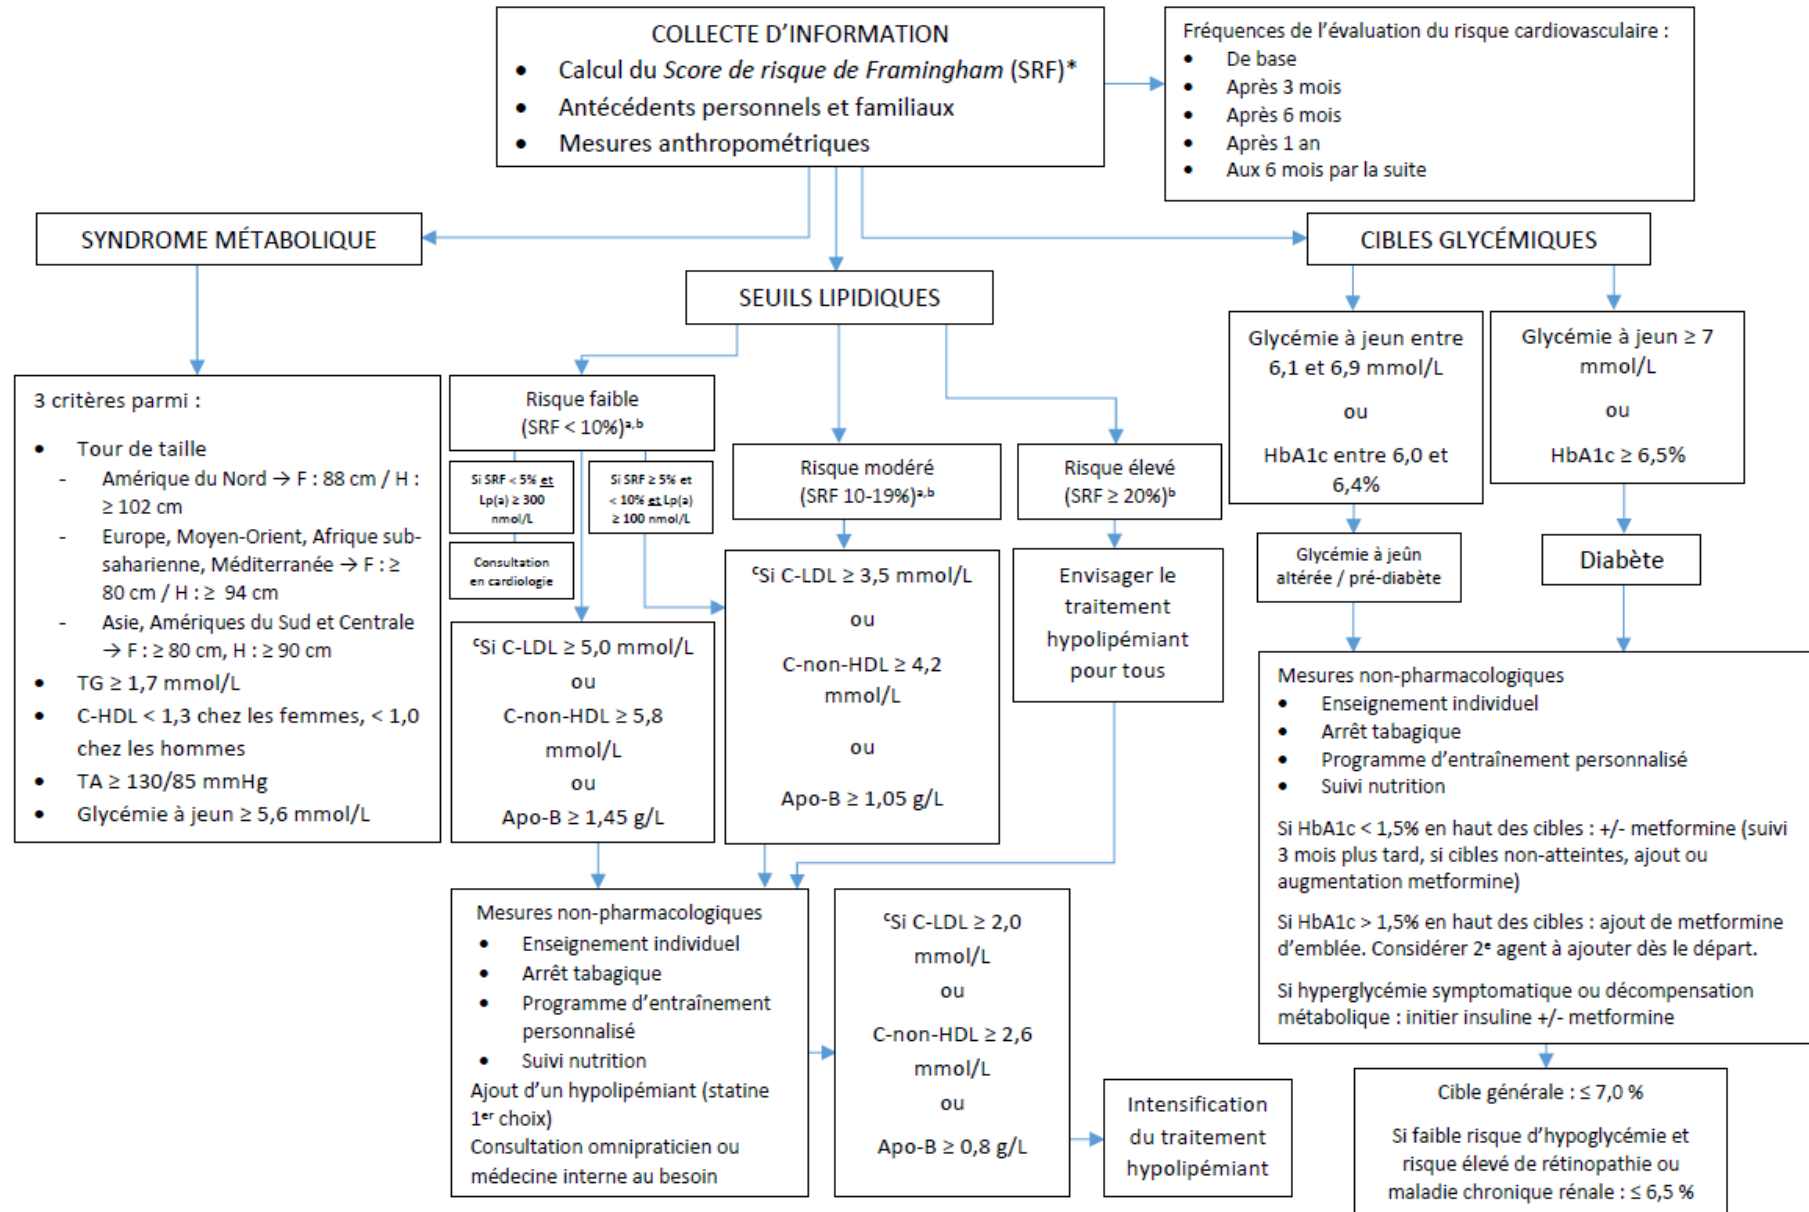 COLLECTE D'INFORMATION
• Calcul du Score de risque de Framingham (SRF)*
• Antécédents personnels et familiaux
• Mesures anthropométriques
Fréquences de l'évaluation du risque cardiovasculaire :
• De base
• Après 3 mois
• Après 6 mois
• Après 1 an
• Aux 6 mois par la suite
SYNDROME MÉTABOLIQUE
3 critères parmi :
• Tour de taille
- Amérique du Nord → F : 88 cm / H :
≥ 102 cm
- Europe, Moyen-Orient, Afrique sub-
saharienne, Méditerranée → F : ≥
80 cm / H : ≥ 94 cm
- Asie, Amériques du Sud et Centrale
→ F : ≥ 80 cm, H : ≥ 90 cm
• TG ≥ 1,7 mmol/L
• C-HDL < 1,3 chez les femmes, < 1,0
chez les hommes
• TA ≥ 130/85 mmHg
• Glycémie à jeun ≥ 5,6 mmol/L
SEUILS LIPIDIQUES
Risque faible
(SRF < 10%)a,b
Si SRF < 5% et
Lp(a) ≥ 300
nmol/L
Consultation
en cardiologie
Si SRF ≥ 5% et
< 10% et Lp(a)
≥ 100 nmol/L
cSi C-LDL ≥ 5,0 mmol/L
ou
C-non-HDL ≥ 5,8
mmol/L
ou
Apo-B ≥ 1,45 g/L
Risque modéré
(SRF 10-19%)a,b
cSi C-LDL ≥ 3,5 mmol/L
ou
C-non-HDL ≥ 4,2
mmol/L
ou
Apo-B ≥ 1,05 g/L
Risque élevé
(SRF ≥ 20%)b
Envisager le
traitement
hypolipémiant
pour tous
Mesures non-pharmacologiques
• Enseignement individuel
• Arrêt tabagique
• Programme d'entraînement
personnalisé
• Suivi nutrition
Ajout d'un hypolipémiant (statine
1er choix)
Consultation omnipraticien ou
médecine interne au besoin
cSi C-LDL ≥ 2,0
mmol/L
ou
C-non-HDL ≥ 2,6
mmol/L
ou
Apo-B ≥ 0,8 g/L
Intensification
du traitement
hypolipémiant
CIBLES GLYCÉMIQUES
Glycémie à jeun entre
6,1 et 6,9 mmol/L
ou
HbA1c entre 6,0 et
6,4%
Glycémie à jeûn
altérée / pré-diabète
Glycémie à jeun ≥ 7
mmol/L
ou
HbA1c ≥ 6,5%
Diabète
Mesures non-pharmacologiques
• Enseignement individuel
• Arrêt tabagique
• Programme d'entraînement personnalisé
• Suivi nutrition
Si HbA1c < 1,5% en haut des cibles : +/- metformine (suivi
3 mois plus tard, si cibles non-atteintes, ajout ou
augmentation metformine)
Si HbA1c > 1,5% en haut des cibles : ajout de metformine
d'emblée. Considérer 2e agent à ajouter dès le départ.
Si hyperglycémie symptomatique ou décompensation
métabolique : initier insuline +/- metformine
Cible générale : ≤ 7,0 %
Si faible risque d'hypoglycémie et
risque élevé de rétinopathie ou
maladie chronique rénale : ≤ 6,5 %